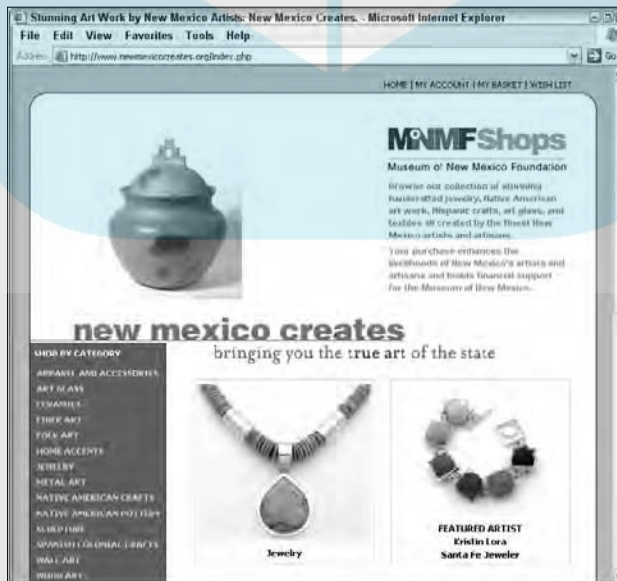 Stunning Art Work by New Mexico Artists: New Mexico Creates. - Microsoft Internet Explorer
File Edit View Favorites Tools Help
Address http://www.newmexicocreates.org/index.php Go
HOME | MY ACCOUNT | MY BASKET | WISH LIST
MNMFShops
Museum of New Mexico Foundation
Browse our collection of stunning
handcrafted jewelry, Native American
art work, Hispanic crafts, art glass, and
textiles all created by the finest New
Mexico artists and artisans.
Your purchase enhances the
livelihoods of New Mexico's artists and
artisans and builds financial support
for the Museum of New Mexico.
new mexico creates
bringing you the true art of the state
SHOP BY CATEGORY
APPAREL AND ACCESSORIES
ART GLASS
CERAMICS
FIBER ART
FOLK ART
HOME ACCENTS
JEWELRY
METAL ART
NATIVE AMERICAN CRAFTS
NATIVE AMERICAN POTTERY
SCULPTURE
SPANISH COLONIAL CRAFTS
WALL ART
WOOD ART
Jewelry
FEATURED ARTIST
Kristin Lora
Santa Fe Jeweler